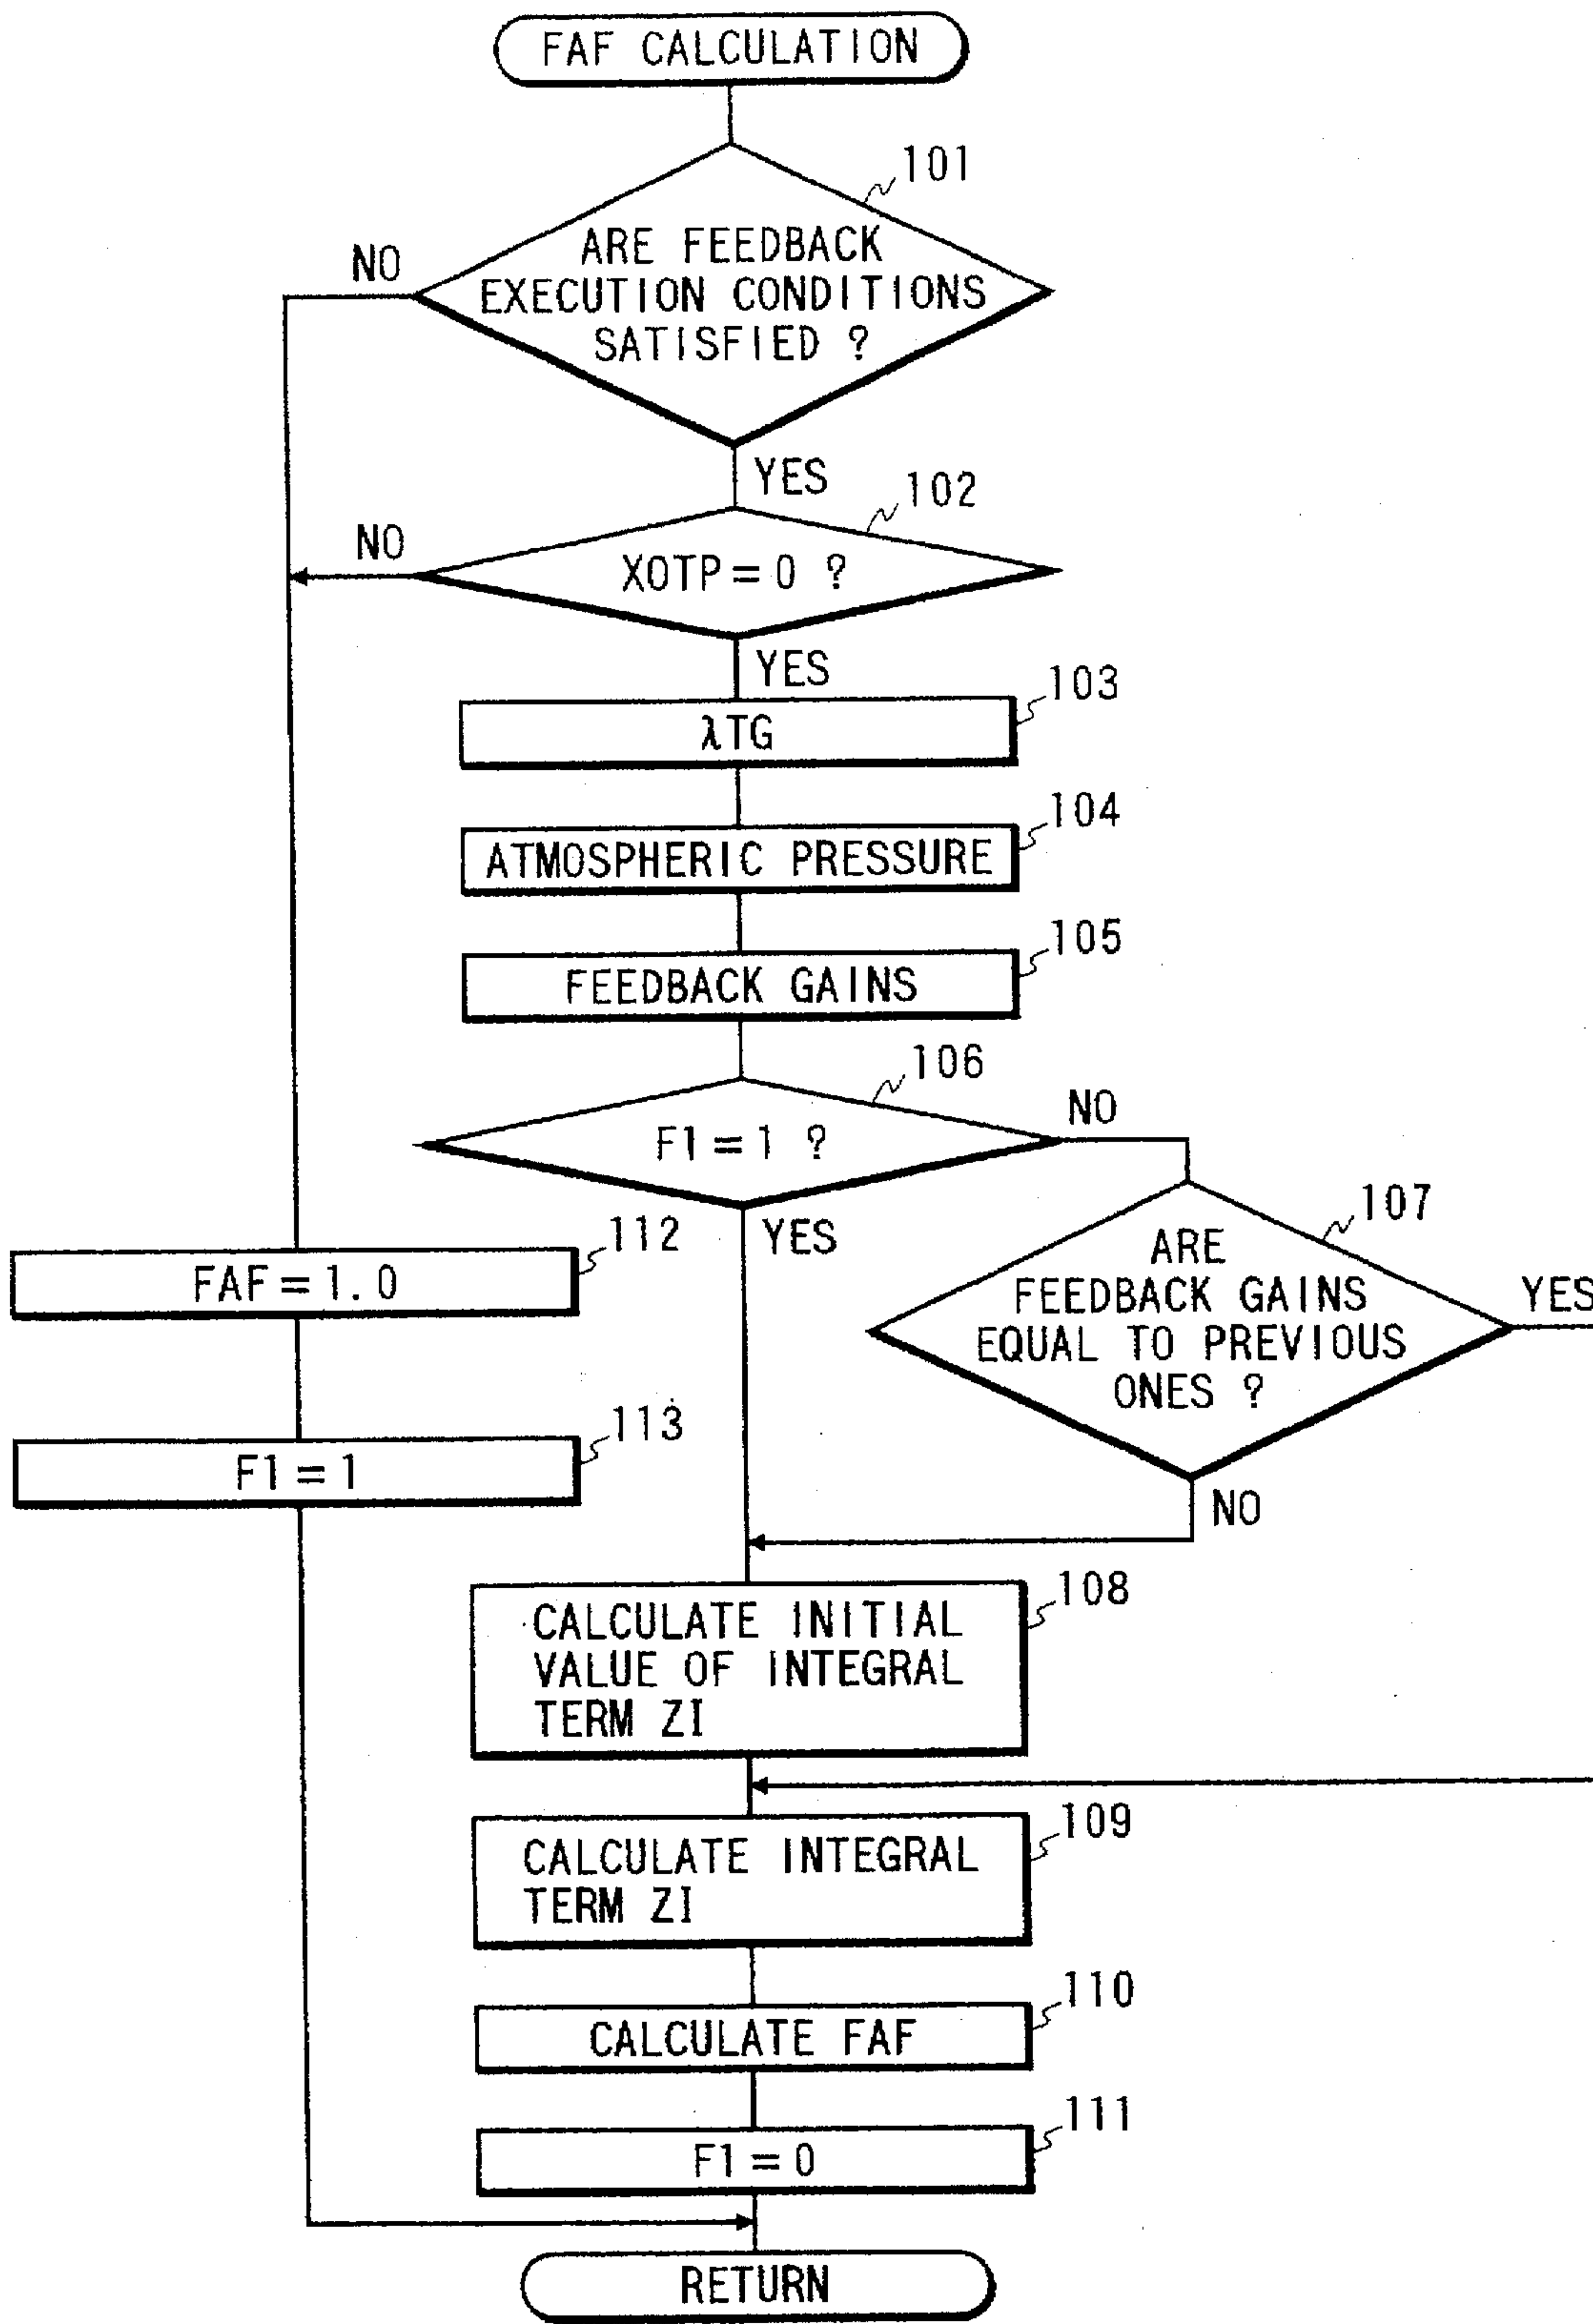 FAF CALCULATION
101
ARE FEEDBACK
EXECUTION CONDITIONS
SATISFIED ?
NO
YES
102
XOTP = 0 ?
NO
YES
103
λTG
104
ATMOSPHERIC PRESSURE
105
FEEDBACK GAINS
106
F1 = 1 ?
NO
YES
107
ARE
FEEDBACK GAINS
EQUAL TO PREVIOUS
ONES ?
YES
NO
112
FAF = 1.0
113
F1 = 1
108
CALCULATE INITIAL
VALUE OF INTEGRAL
TERM ZI
109
CALCULATE INTEGRAL
TERM ZI
110
CALCULATE FAF
111
F1 = 0
RETURN